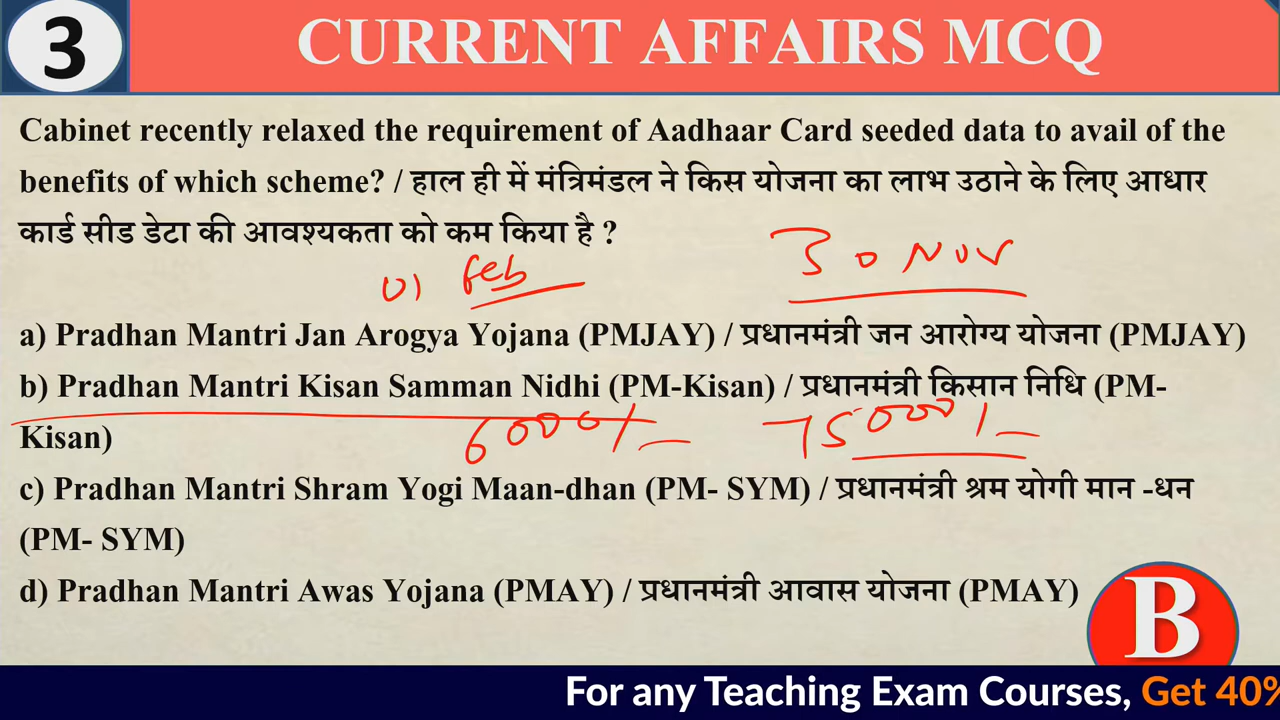 3
CURRENT AFFAIRS MCQ
Cabinet recently relaxed the requirement of Aadhaar Card seeded data to avail of the
benefits of which scheme? / हाल ही में मंत्रिमंडल ने किस योजना का लाभ उठाने के लिए आधार
कार्ड सीड डेटा की आवश्यकता को कम किया है ?
30 Nov
01 feb
a) Pradhan Mantri Jan Arogya Yojana (PMJAY) / प्रधानमंत्री जन आरोग्य योजना (PMJAY)
b) Pradhan Mantri Kisan Samman Nidhi (PM-Kisan) / प्रधानमंत्री किसान निधि (PM-
Kisan)
6000/- 75000/-
c) Pradhan Mantri Shram Yogi Maan-dhan (PM- SYM) / प्रधानमंत्री श्रम योगी मान -धन
(PM- SYM)
d) Pradhan Mantri Awas Yojana (PMAY) / प्रधानमंत्री आवास योजना (PMAY)
B
For any Teaching Exam Courses, Get 40%